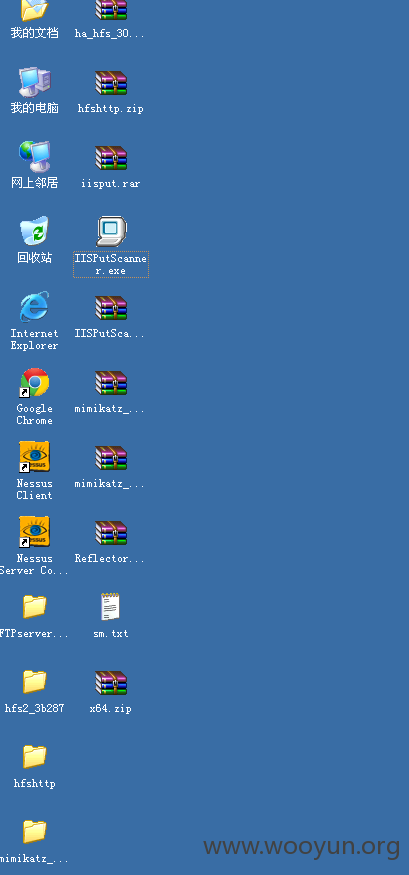 我的文档
ha_hfs_30...
我的电脑
hfshttp.zip
网上邻居
iisput.rar
回收站
IISPutScanne
r.exe
Internet
Explorer
IISPutSca...
Google
Chrome
mimikatz_...
Nessus
Client
mimikatz_...
Nessus
Server Co...
Reflector...
FTPserver...
sm.txt
hfs2_3b287
x64.zip
hfshttp
mimikatz_...
www.wooyun.org